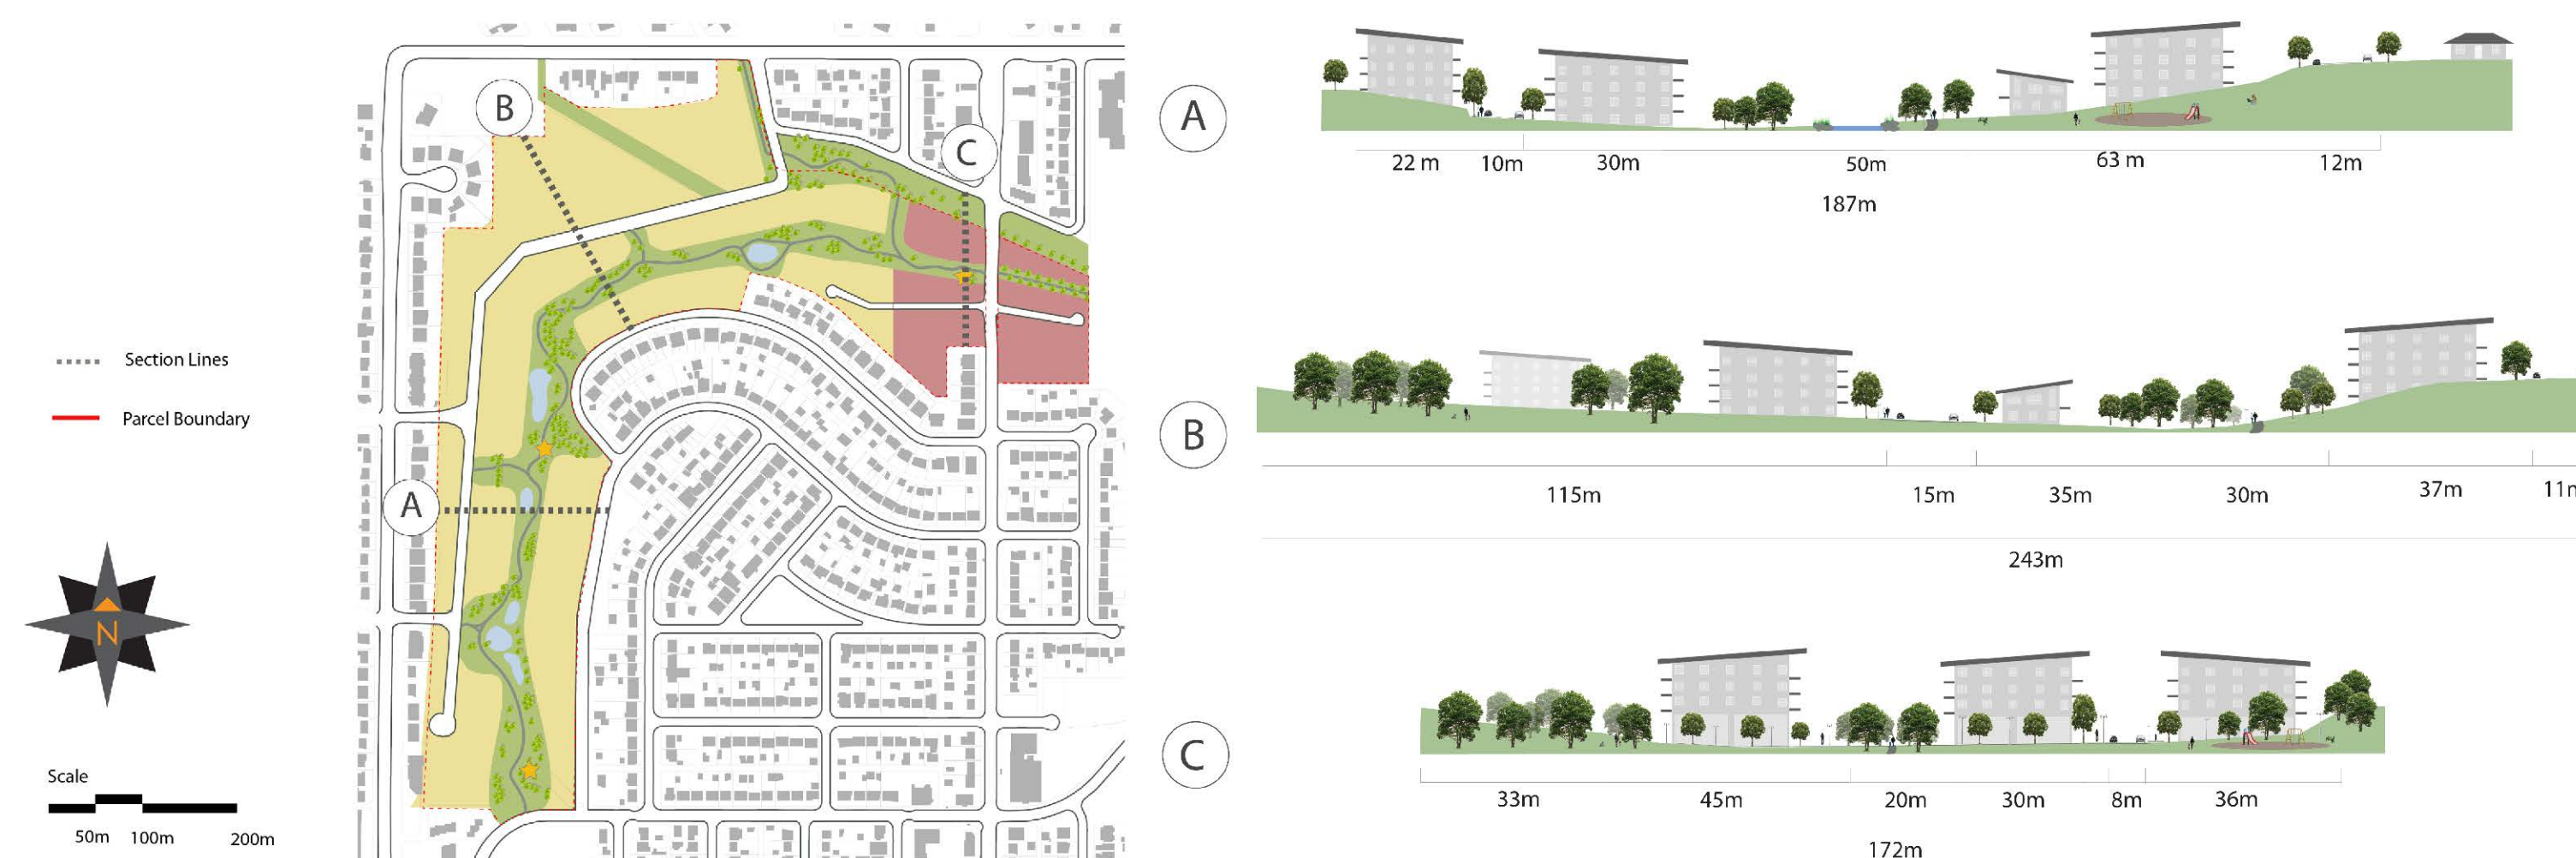 B
C
A
Section Lines
Parcel Boundary
N
Scale
50m 100m 200m
A
22 m 10m 30m 50m 63 m 12m
187m
B
115m 15m 35m 30m 37m 11m
243m
C
33m 45m 20m 30m 8m 36m
172m